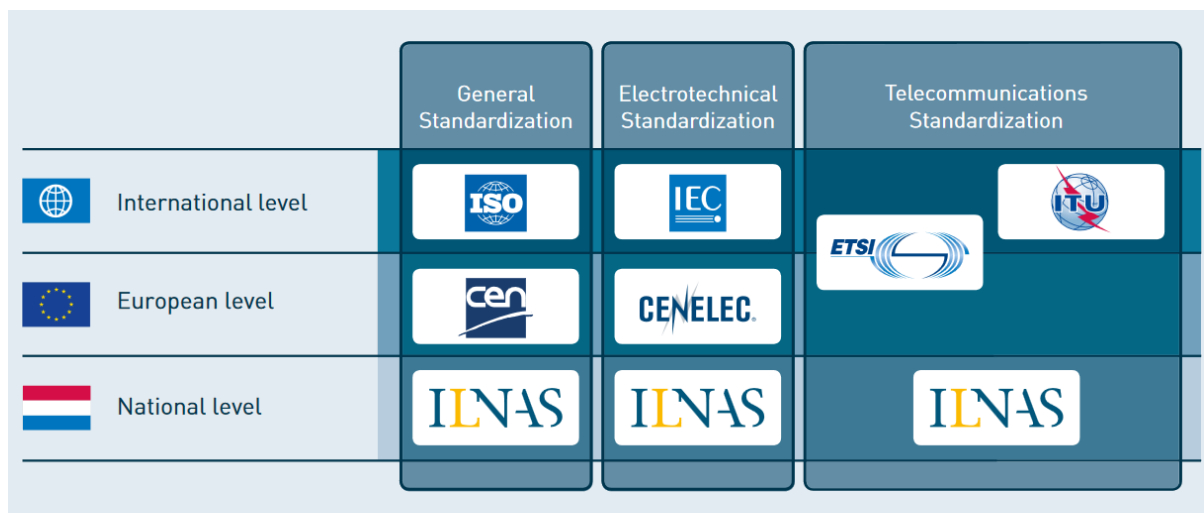 General
Standardization
Electrotechnical
Standardization
Telecommunications
Standardization
International level
ISO
IEC
ITU
ETSI
European level
cen
CENELEC
National level
ILNAS
ILNAS
ILNAS